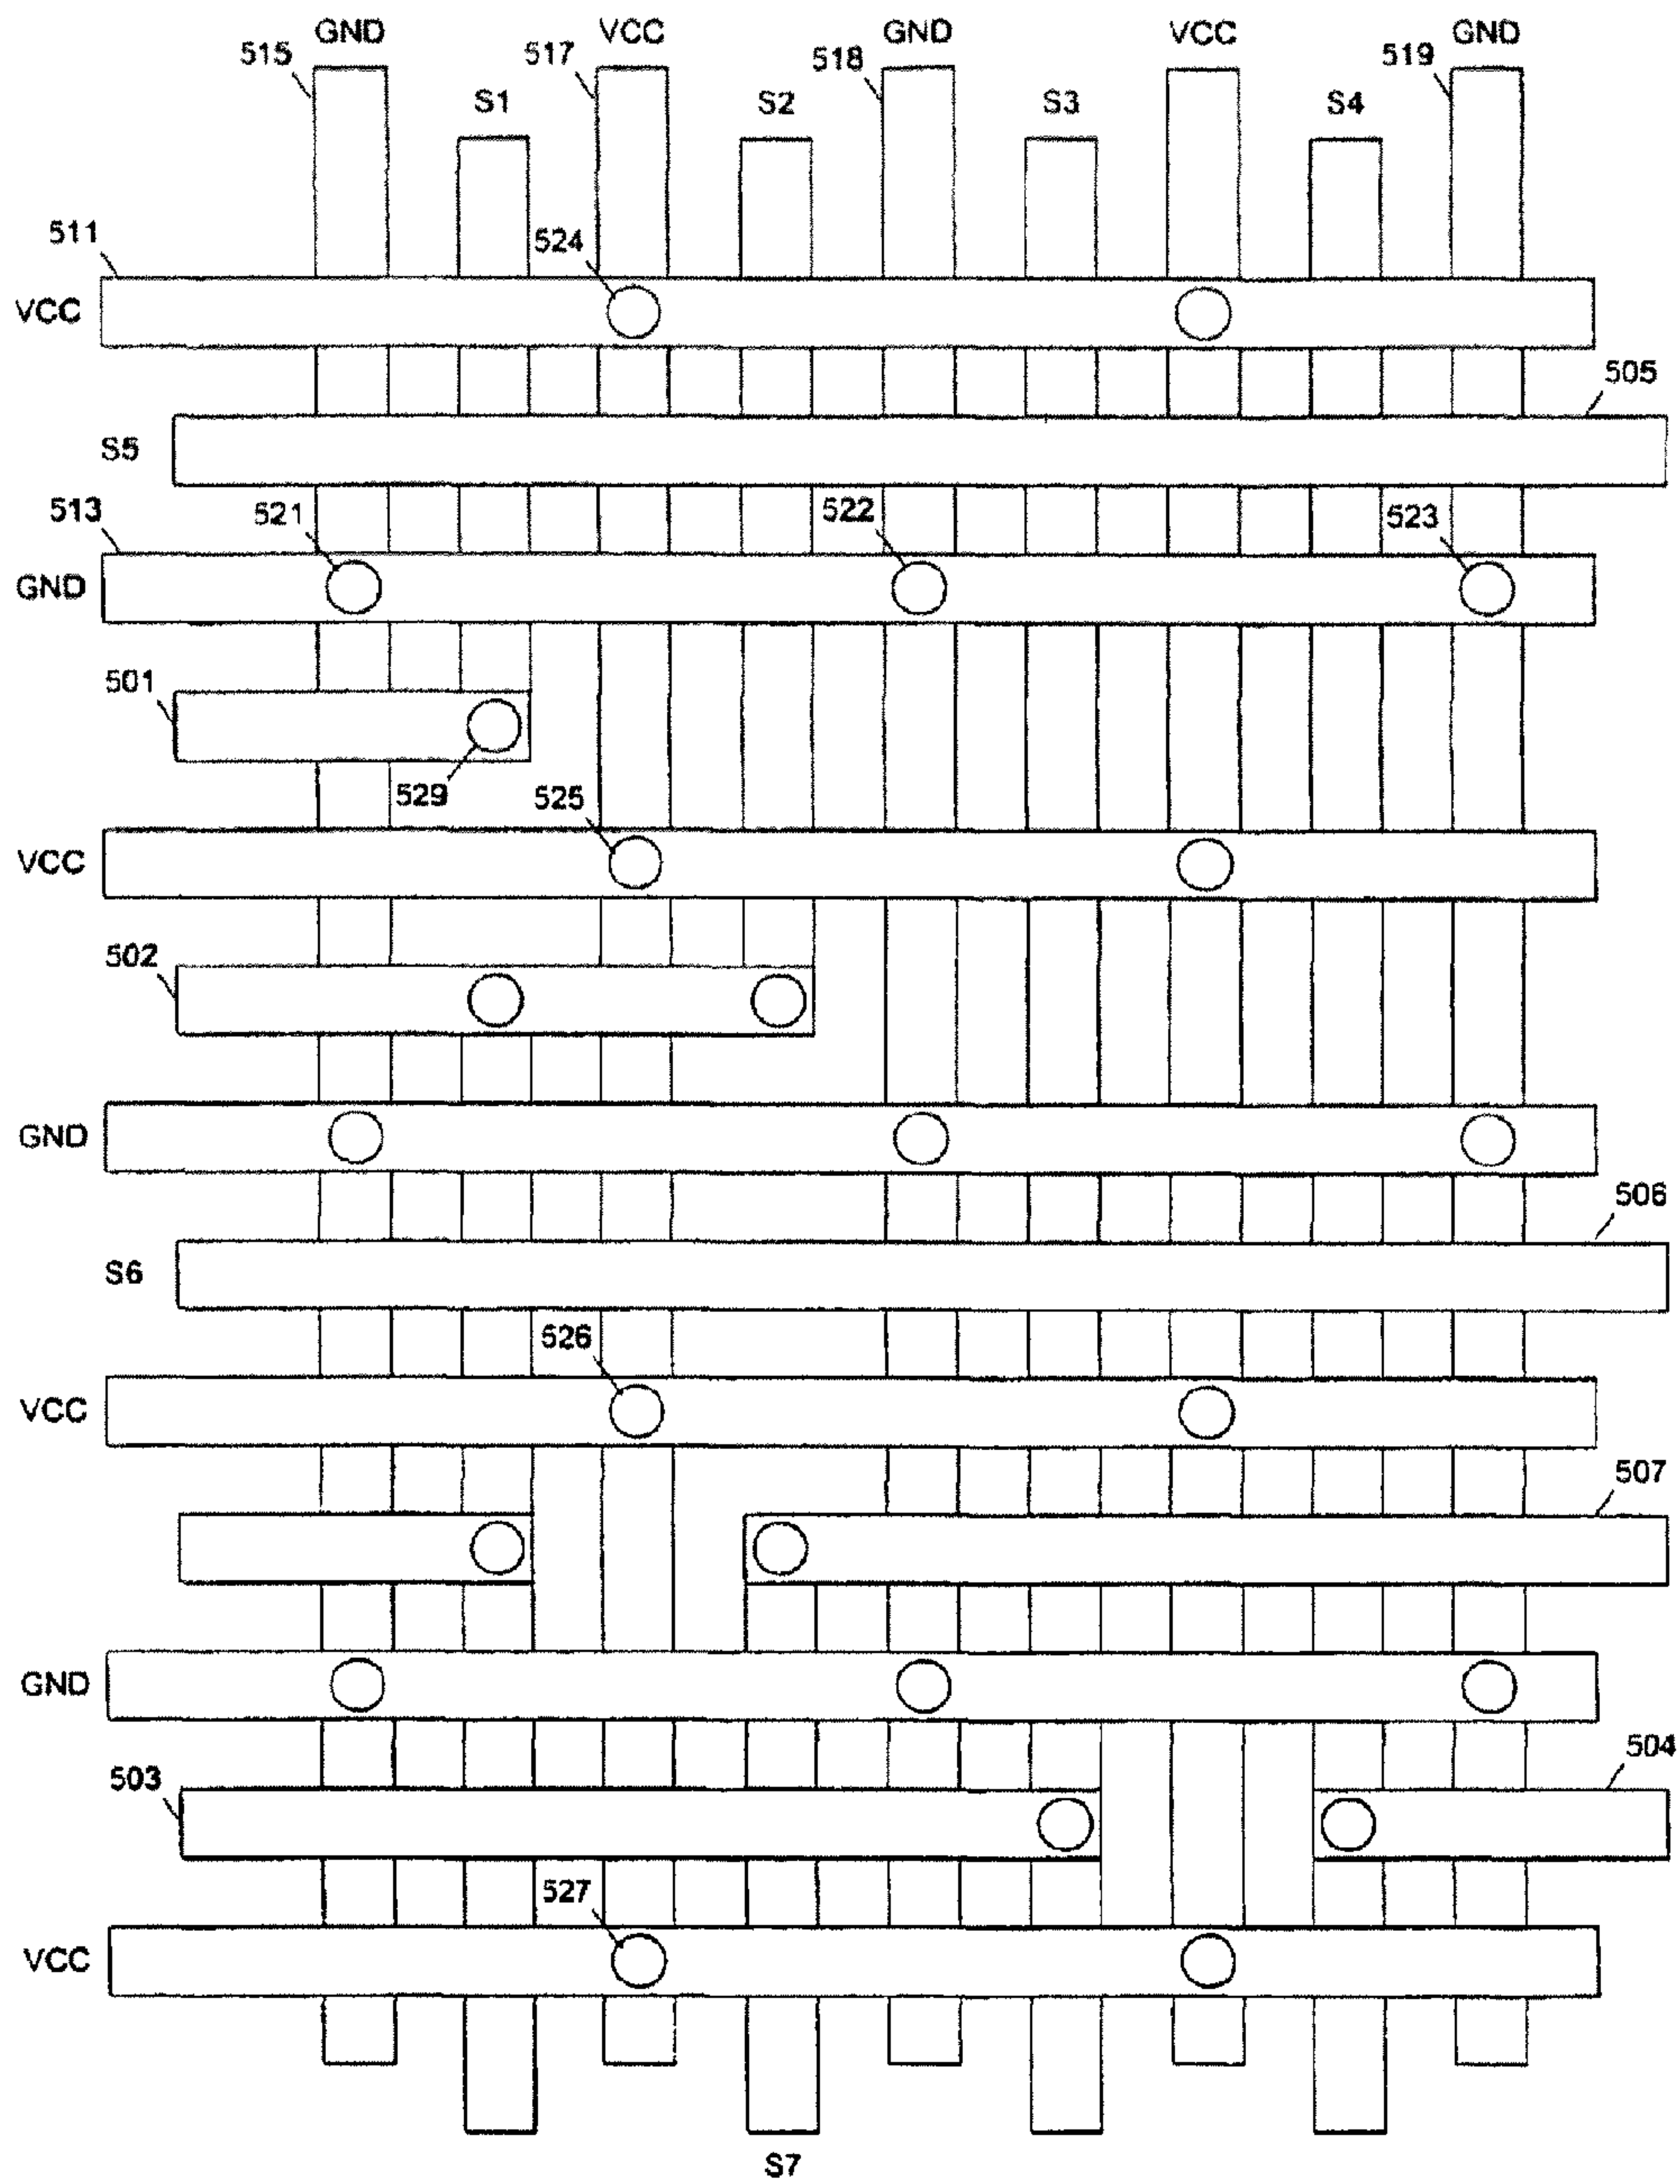 GND VCC GND VCC GND
515 517 518 519
S1 S2 S3 S4
511 524
VCC
505
S5
513 521 522 523
GND
501
529 525
VCC
502
GND
506
S6
526
VCC
507
GND
504
503
527
VCC
S7